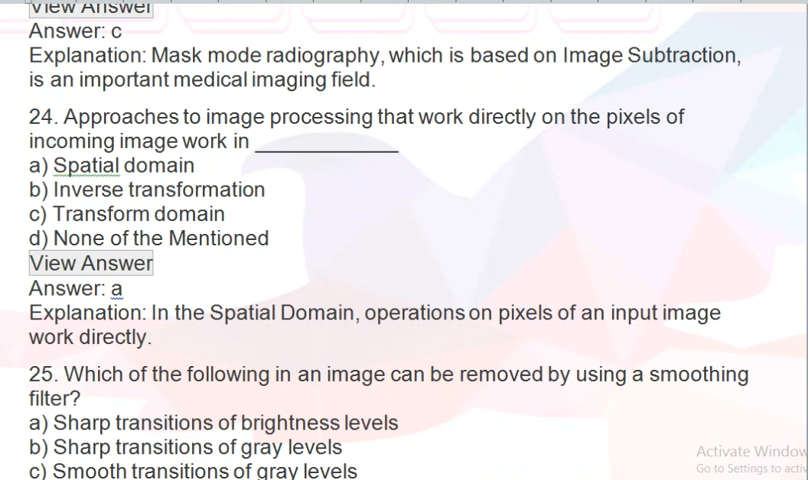 View Answer
Answer: c
Explanation: Mask mode radiography, which is based on Image Subtraction,
is an important medical imaging field.
24. Approaches to image processing that work directly on the pixels of
incoming image work in _____________
a) Spatial domain
b) Inverse transformation
c) Transform domain
d) None of the Mentioned
View Answer
Answer: a
Explanation: In the Spatial Domain, operations on pixels of an input image
work directly.
25. Which of the following in an image can be removed by using a smoothing
filter?
a) Sharp transitions of brightness levels
b) Sharp transitions of gray levels
c) Smooth transitions of gray levels
Activate Window
Go to Settings to activ